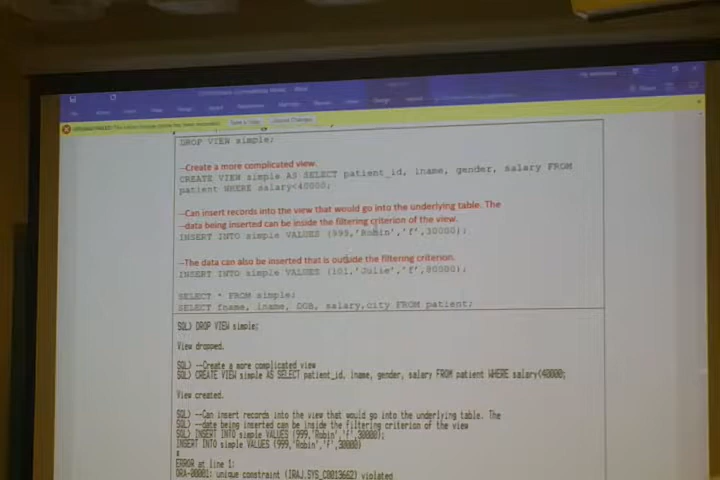 DROP VIEW simple;
--Create a more complicated view.
CREATE VIEW simple AS SELECT patient_id, lname, gender, salary FROM
patient WHERE salary<40000;
--Can insert records into the view that would go into the underlying table. The
--data being inserted can be inside the filtering criterion of the view.
INSERT INTO simple VALUES (999,'Robin','f',30000);
--The data can also be inserted that is outside the filtering criterion.
INSERT INTO simple VALUES (101,'Julie','f',80000);
SELECT * FROM simple;
SELECT fname, lname, DOB, salary,city FROM patient;
SQL> DROP VIEW simple;
View dropped.
SQL> --Create a more complicated view
SQL> CREATE VIEW simple AS SELECT patient_id, lname, gender, salary FROM patient WHERE salary<40000;
View created.
SQL> --Can insert records into the view that would go into the underlying table. The
SQL> --data being inserted can be inside the filtering criterion of the view
SQL> INSERT INTO simple VALUES (999,'Robin','f',30000);
INSERT INTO simple VALUES (999,'Robin','f',30000)
*
ERROR at line 1:
ORA-00001: unique constraint (IRAJ.SYS_C0013662) violated